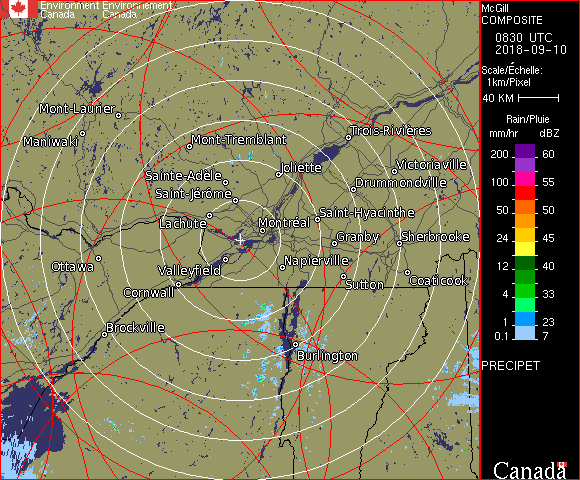 Environment Environnement
Canada Canada
McGill
COMPOSITE
0830 UTC
2018-09-10
Scale/Échelle:
1km/Pixel
40 KM
Rain/Pluie
mm/hr dBZ
200 60
100 55
50 50
24 45
12 40
4 33
1 23
0.1 7
PRECIPET
Canada
Mont-Laurier
Maniwaki
Mont-Tremblant
Trois-Rivières
Sainte-Adèle
Joliette
Victoriaville
Saint-Jérôme
Drummondville
Lachute
Montréal
Saint-Hyacinthe
Granby
Sherbrooke
Ottawa
Valleyfield
Napierville
Cornwall
Sutton
Coaticook
Brockville
Burlington